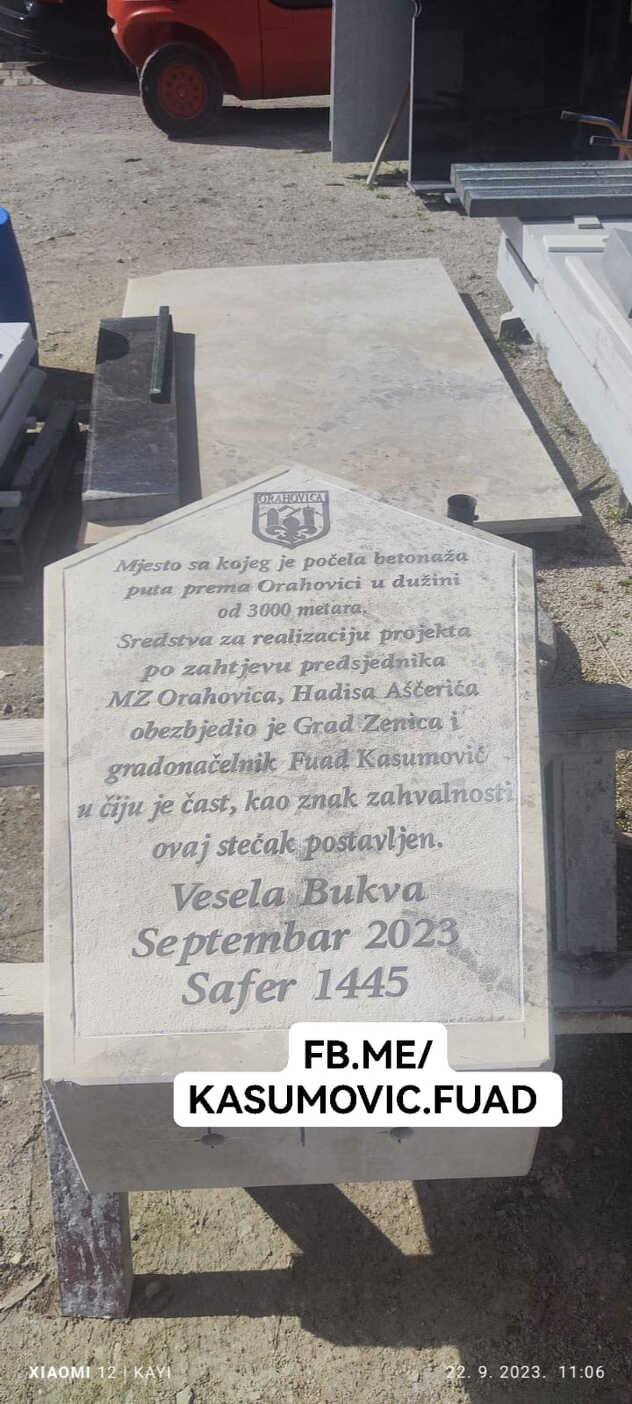 ORAHOVICA
Mjesto sa kojeg je počela betonaža
puta prema Orahovici u dužini
od 3000 metara.
Sredstva za realizaciju projekta
po zahtjevu predsjednika
MZ Orahovica, Hadisa Aščerića
obezbjedio je Grad Zenica i
gradonačelnik Fuad Kasumović
u čiju je čast, kao znak zahvalnosti
ovaj stećak postavljen.
Vesela Bukva
Septembar 2023
Safer 1445
FB.ME/
KASUMOVIC.FUAD
XIAOMI 12 | KAYI
22. 9. 2023. 11:06